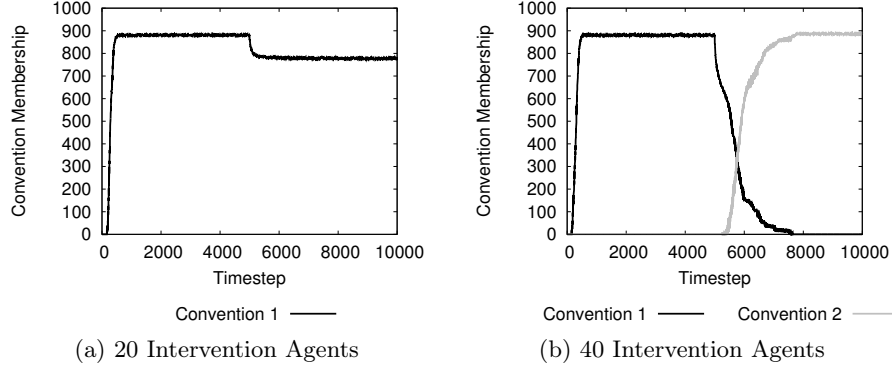 Convention Membership
900
800
700
600
500
400
300
200
100
0
0 2000 4000 6000 8000 10000
Timestep
Convention 1
(a) 20 Intervention Agents
Convention Membership
900
800
700
600
500
400
300
200
100
0
0 2000 4000 6000 8000 10000
Timestep
Convention 1 Convention 2
(b) 40 Intervention Agents